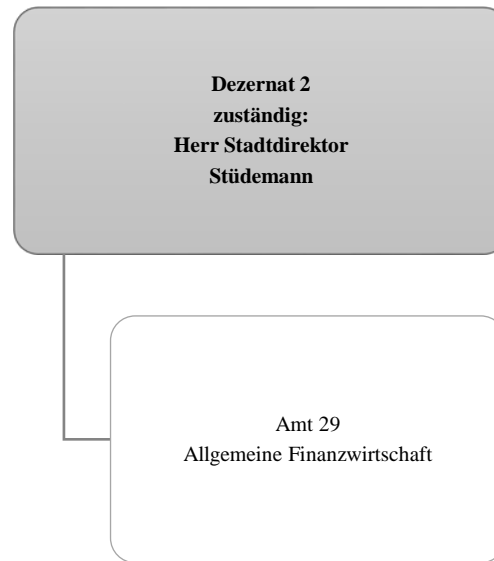 Dezernat 2
zuständig:
Herr Stadtdirektor
Stüdemann
Amt 29
Allgemeine Finanzwirtschaft